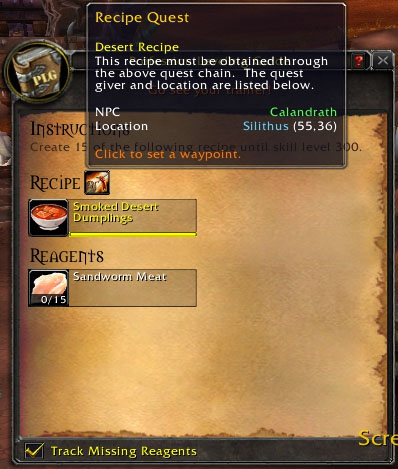 Recipe Quest
Desert Recipe
This recipe must be obtained through
the above quest chain. The quest
giver and location are listed below.
NPC Calandrath
Location Silithus (55,36)
Click to set a waypoint.
PLG
?
Instructions
Create 15 of the following recipe until skill level 300.
Recipe
Smoked Desert
Dumplings
Reagents
Sandworm Meat
0/15
Track Missing Reagents
Scre